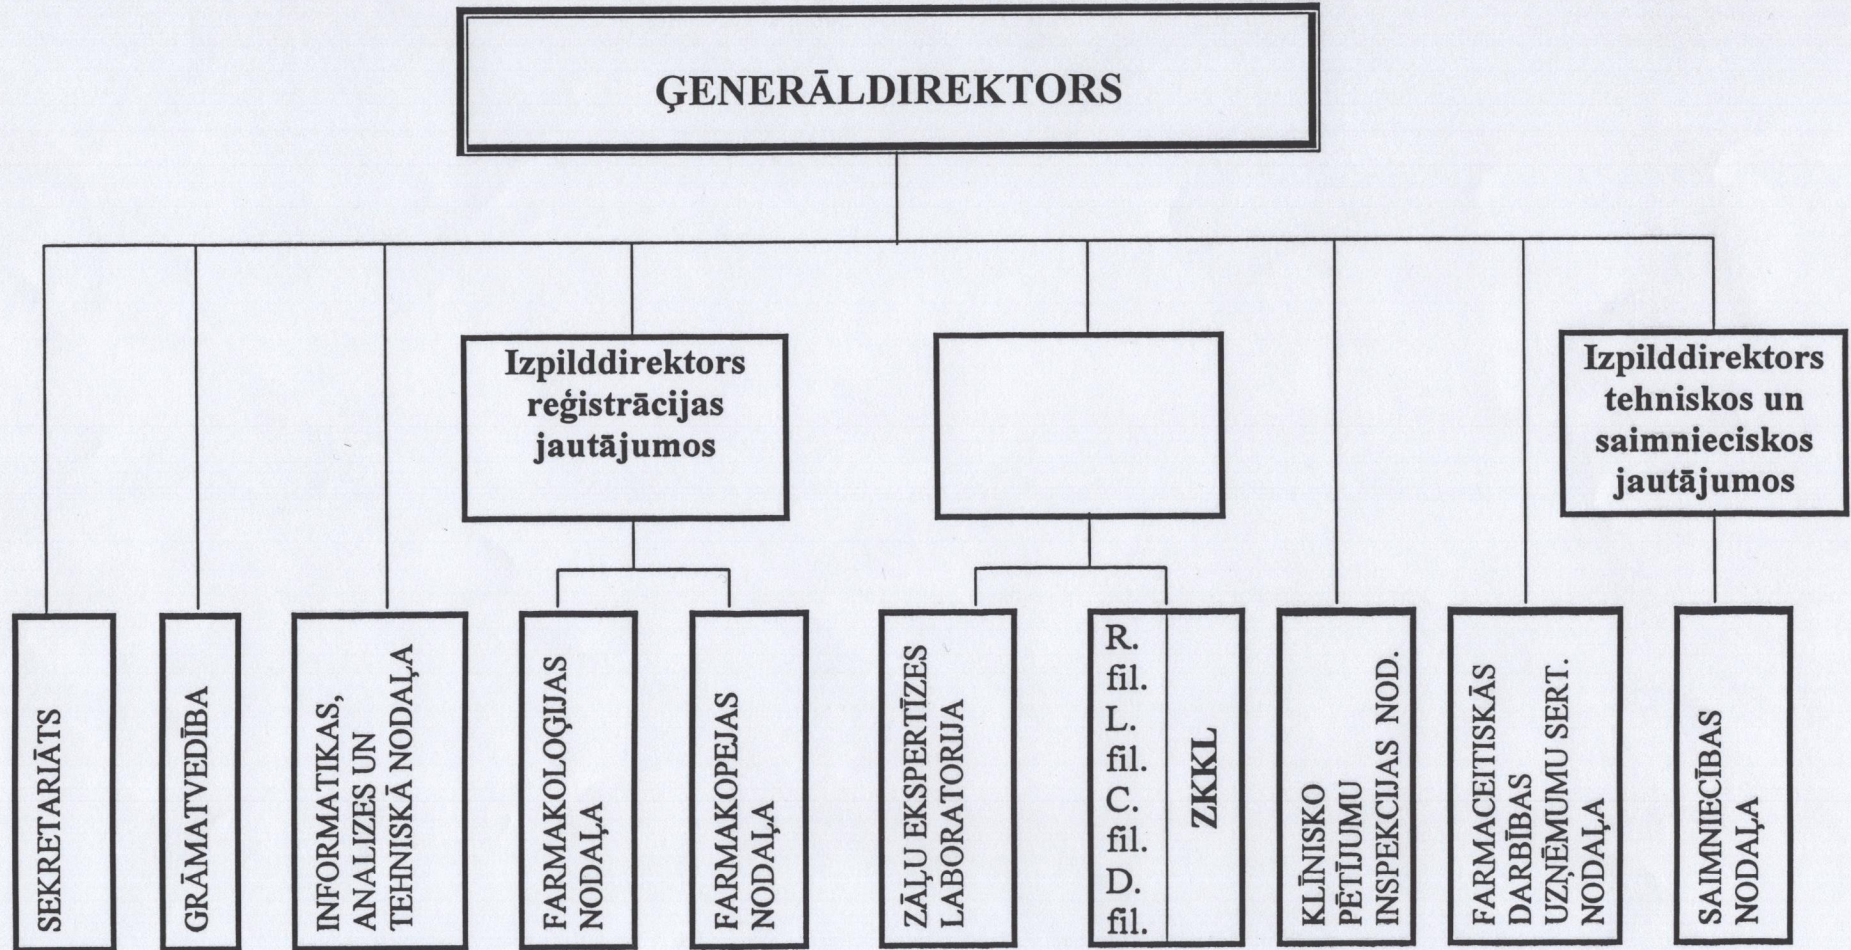 ĢENERĀLDIREKTORS
Izpilddirektors
reģistrācijas
jautājumos
Izpilddirektors
tehniskos un
saimnieciskos
jautājumos
SEKRETARIĀTS
GRĀMATVEDĪBA
INFORMATIKAS,
ANALIZES UN
TEHNISKĀ NODAĻA
FARMAKOLOĢIJAS
NODAĻA
FARMAKOPEJAS
NODAĻA
ZĀĻU EKSPERTĪZES
LABORATORIJA
R.
fil.
L.
fil.
C.
fil.
D.
fil.
ZKKL
KLĪNISKO
PĒTĪJUMU
INSPEKCIJAS NOD.
FARMACEITISKĀS
DARBĪBAS
UZŅĒMUMU SERT.
NODAĻA
SAIMNIECĪBAS
NODAĻA